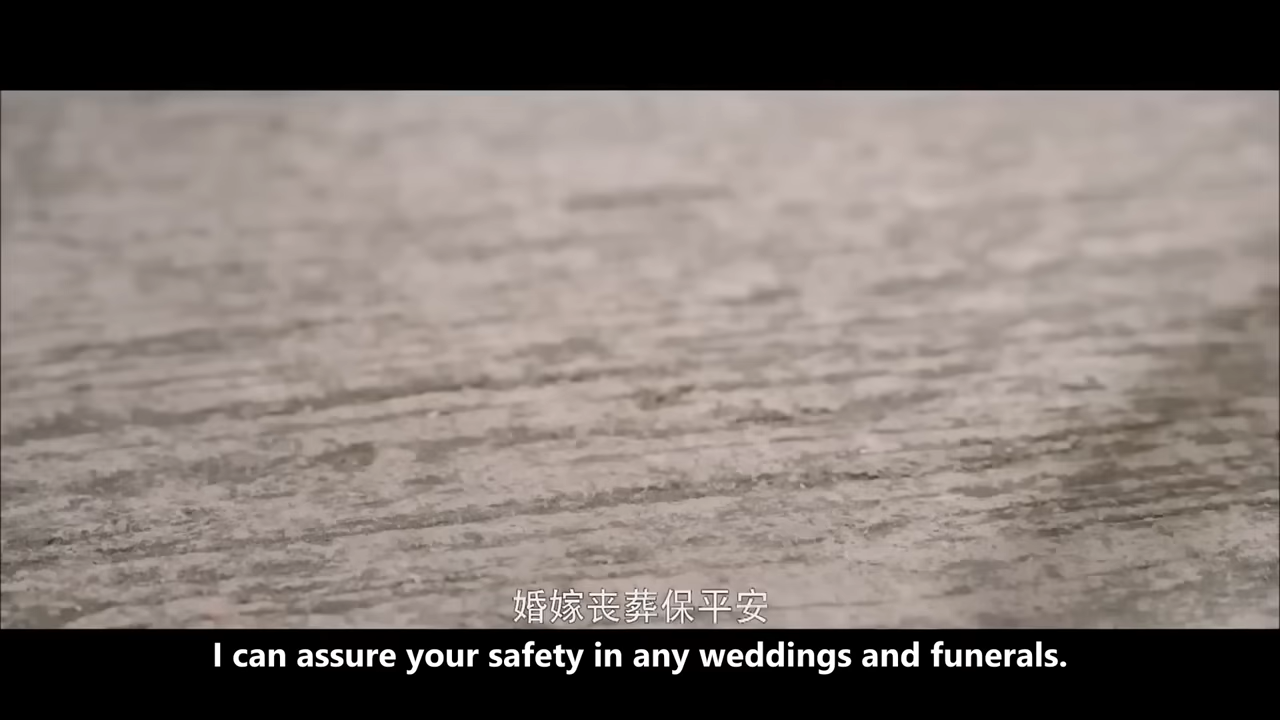 婚嫁丧葬保平安
I can assure your safety in any weddings and funerals.